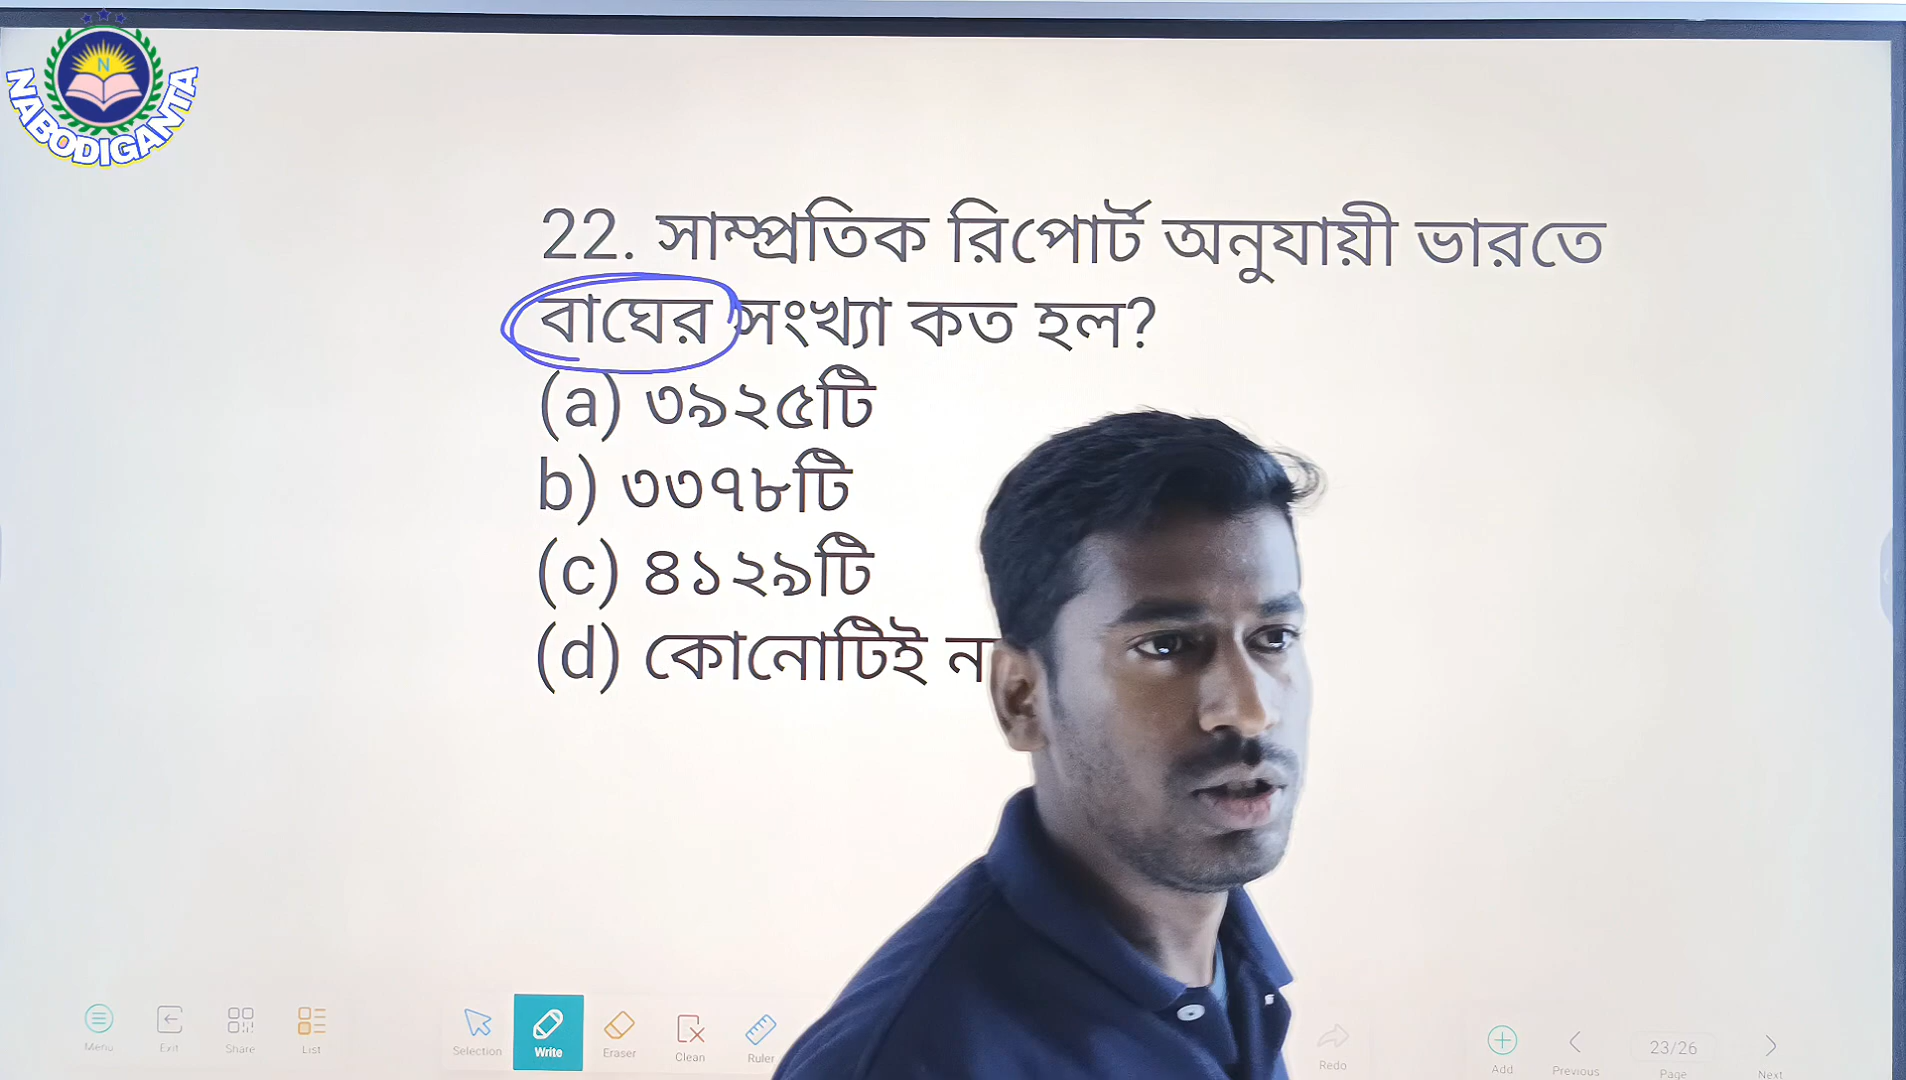 NABODIGANTA
N
22. সাম্প্রতিক রিপোর্ট অনুযায়ী ভারতে
বাঘের সংখ্যা কত হল?
(a) ৩৯২৫টি
b) ৩৩৭৮টি
(c) ৪১২৯টি
(d) কোনোটিই ন
Menu Exit Share List Selection Write Eraser Clean Ruler Redo Add Previous 23/26 Page Next